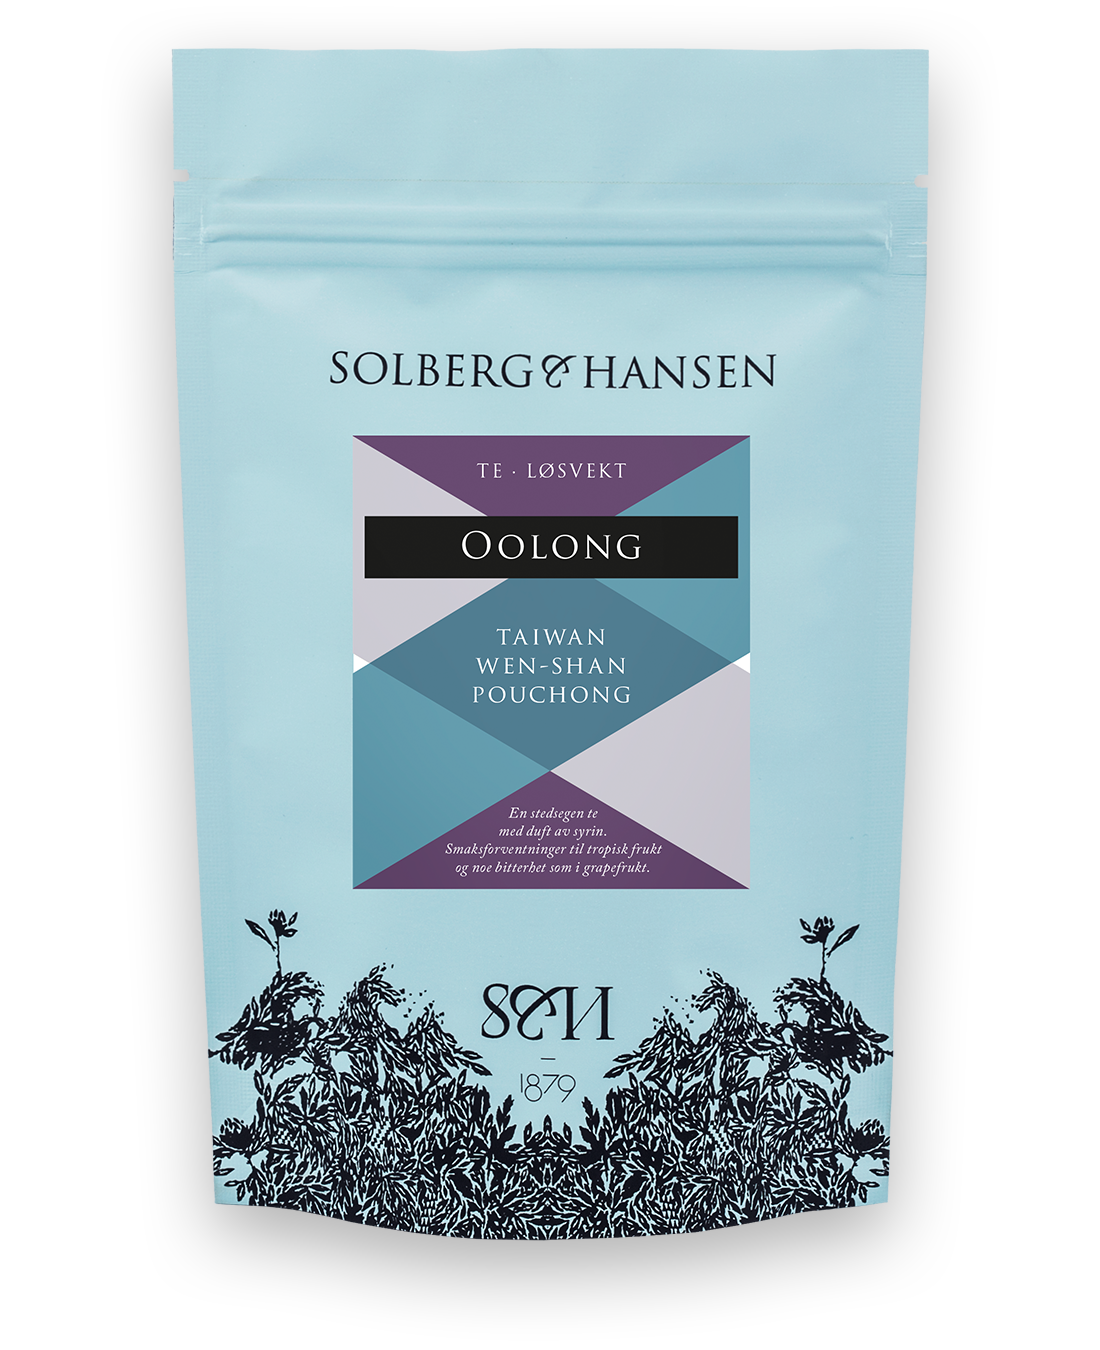 SOLBERG & HANSEN
TE · LØSVEKT
OOLONG
TAIWAN
WEN-SHAN
POUCHONG
En stedsegen te
med duft av syrin.
Smaksforventninger til tropisk frukt
og noe bitterhet som i grapefrukt.
S&H
–
1879